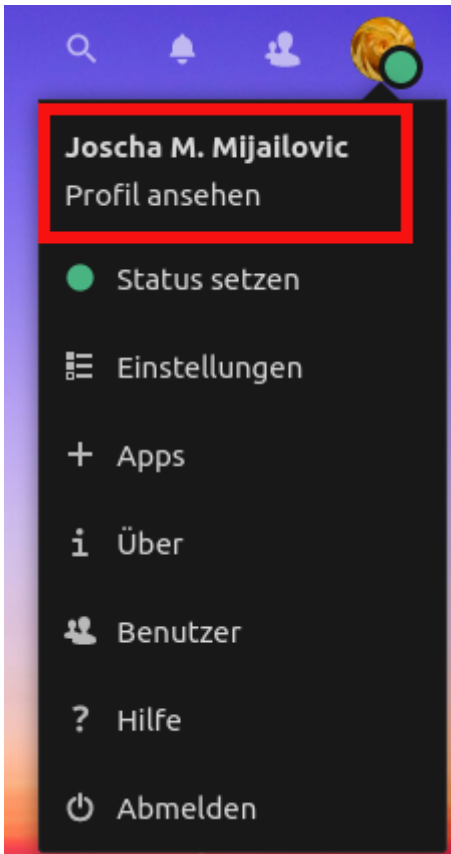 Joscha M. Mijailovic
Profil ansehen
Status setzen
Einstellungen
Apps
Über
Benutzer
Hilfe
Abmelden